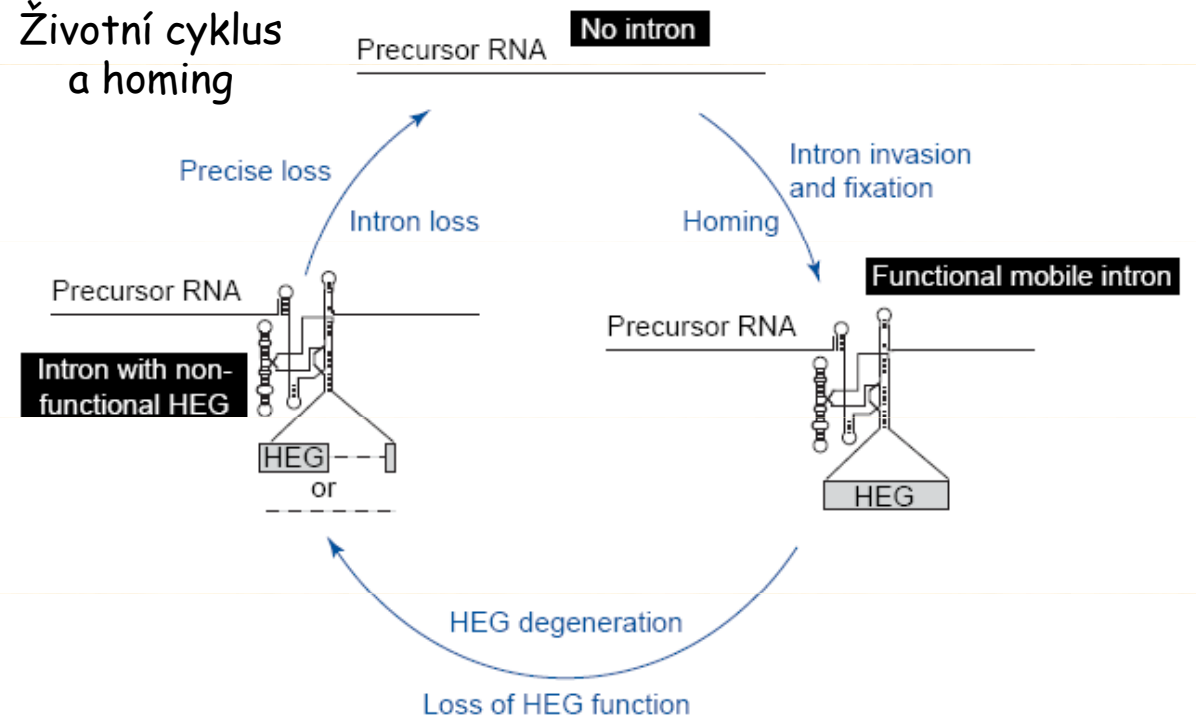 Životní cyklus
a homing
Precursor RNA
No intron
Precise loss
Intron loss
Intron invasion
and fixation
Homing
Precursor RNA
Intron with non-
functional HEG
HEG
or
Functional mobile intron
Precursor RNA
HEG
HEG degeneration
Loss of HEG function